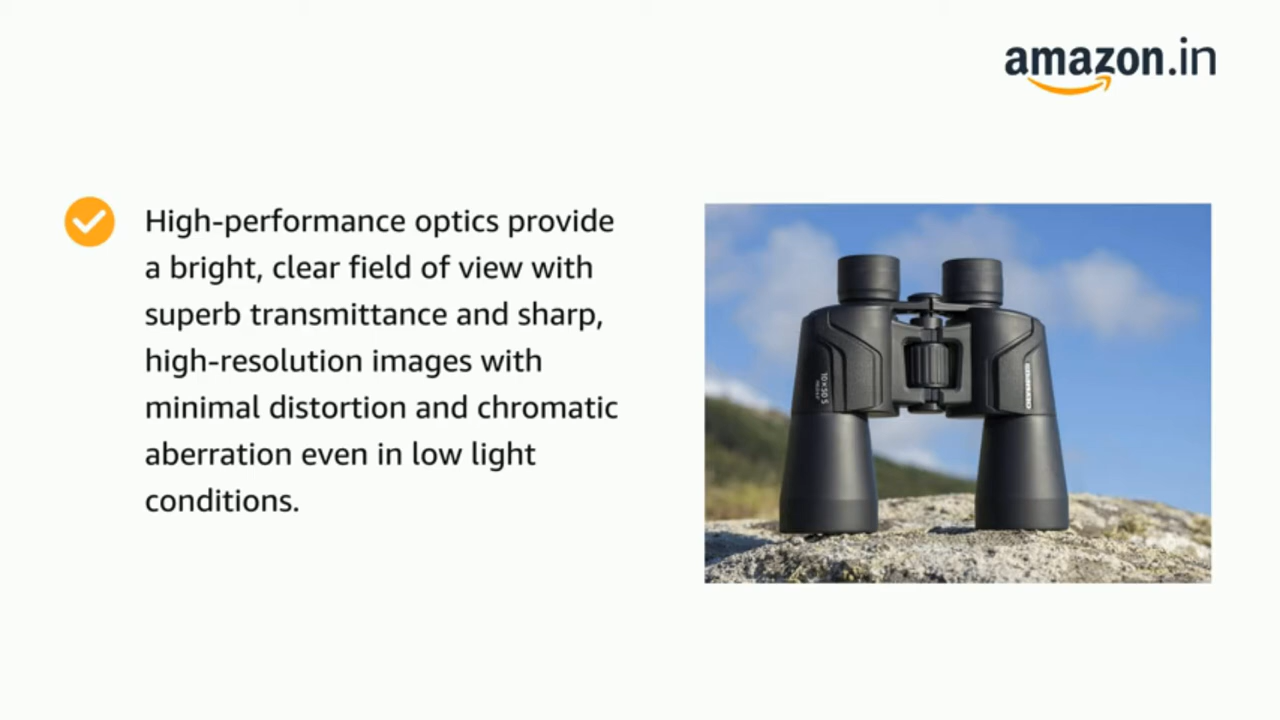 amazon.in
High-performance optics provide
a bright, clear field of view with
superb transmittance and sharp,
high-resolution images with
minimal distortion and chromatic
aberration even in low light
conditions.
10x50 S